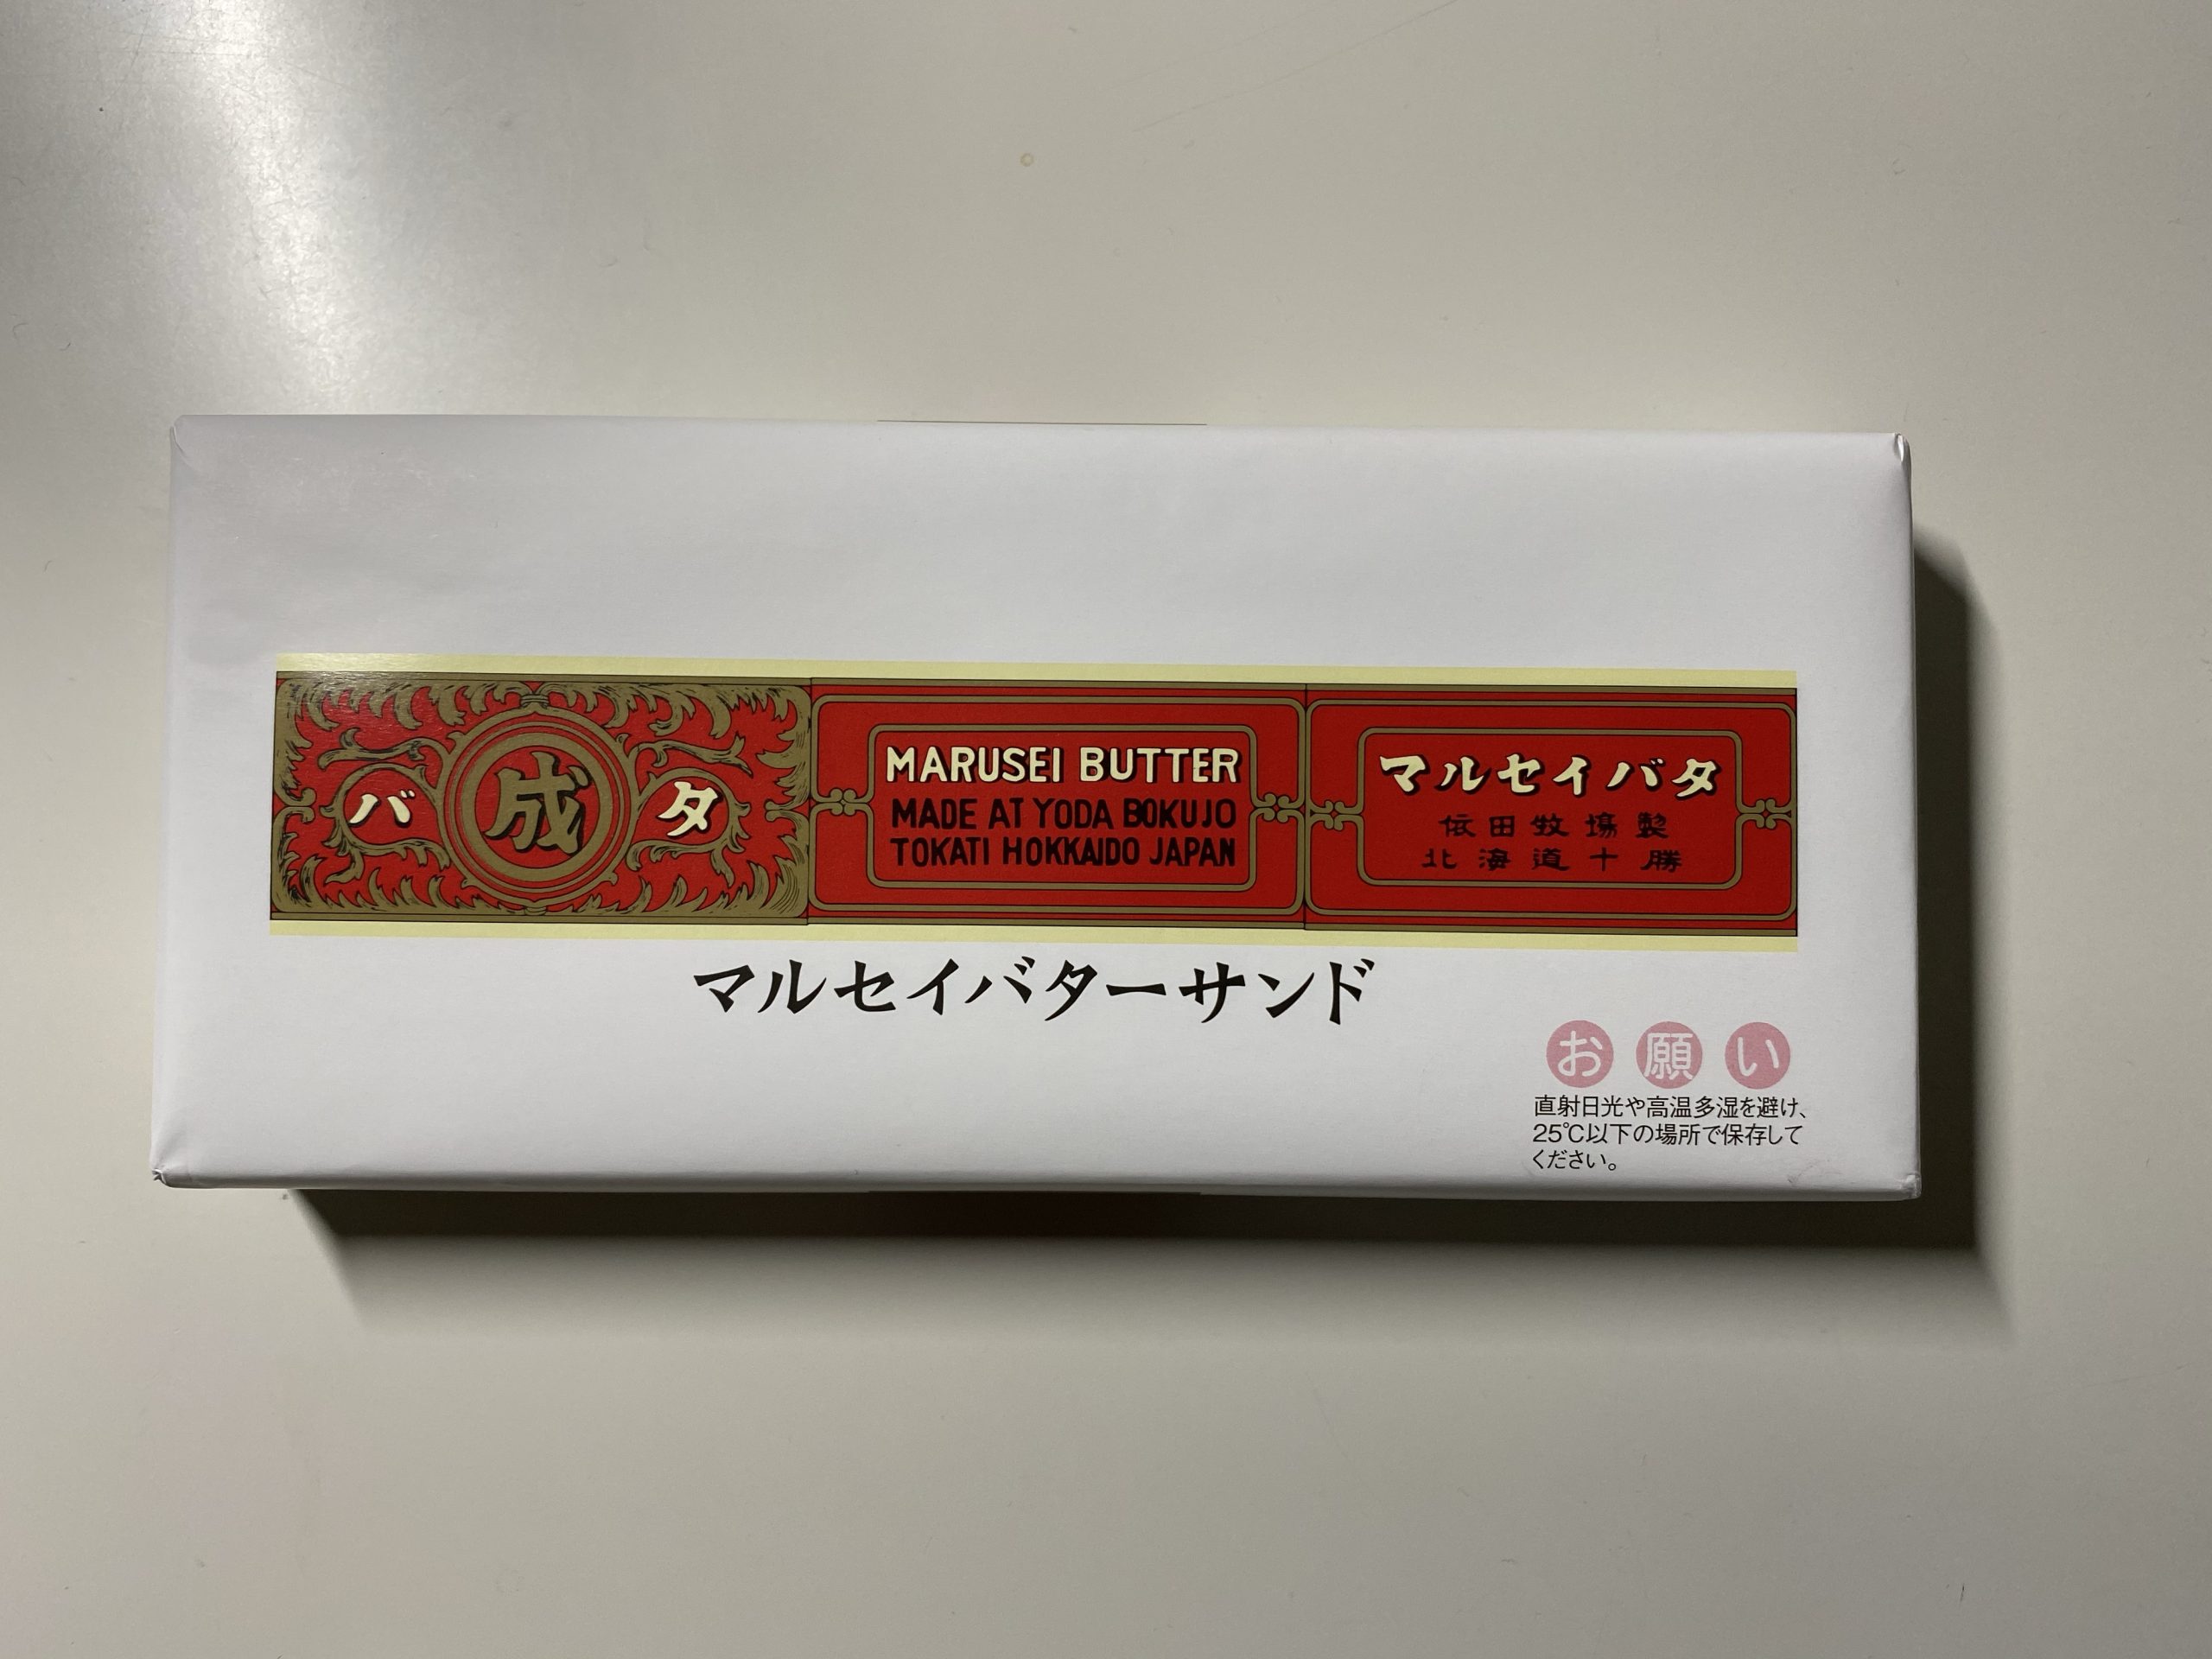 バ 成 タ
MARUSEI BUTTER
MADE AT YODA BOKUJO
TOKATI HOKKAIDO JAPAN
マルセイバタ
依田牧場製
北海道十勝
マルセイバターサンド
お願い
直射日光や高温多湿を避け、
25℃以下の場所で保存して
ください。